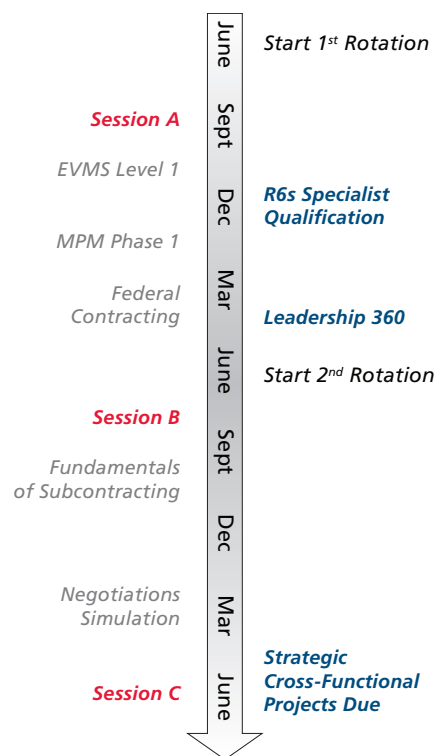 June
Start 1st Rotation
Session A
Sept
EVMS Level 1
Dec
R6s Specialist
Qualification
MPM Phase 1
Mar
Federal
Contracting
Leadership 360
June
Start 2nd Rotation
Session B
Sept
Fundamentals
of Subcontracting
Dec
Negotiations
Simulation
Mar
Strategic
Cross-Functional
Projects Due
Session C
June